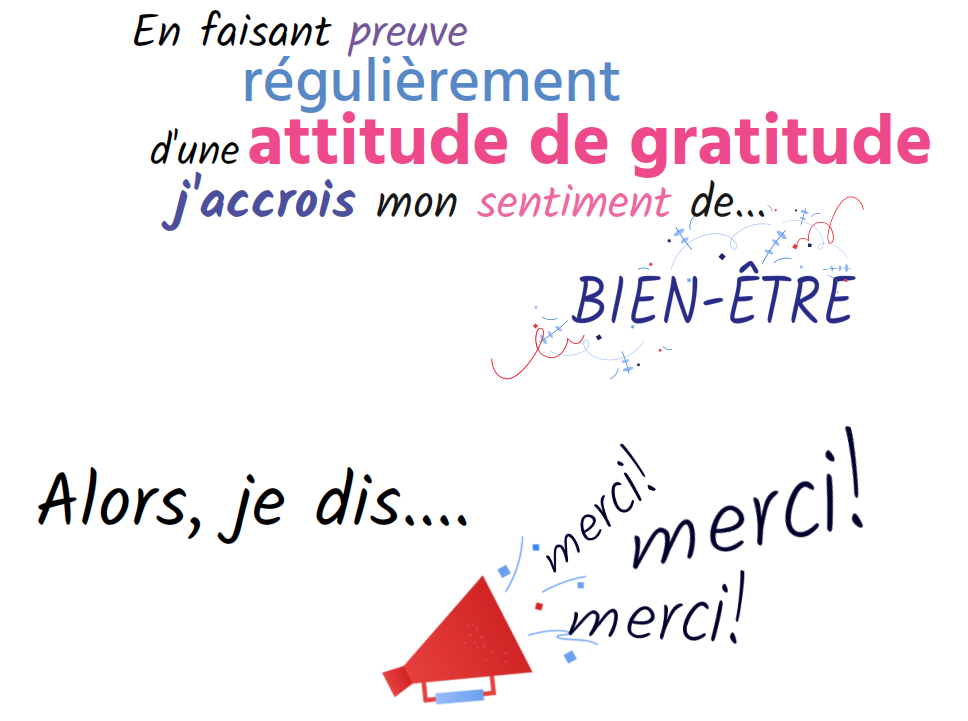 En faisant preuve
régulièrement
d'une attitude de gratitude
j'accrois mon sentiment de...
BIEN-ÊTRE
Alors, je dis....
merci!
merci!
merci!